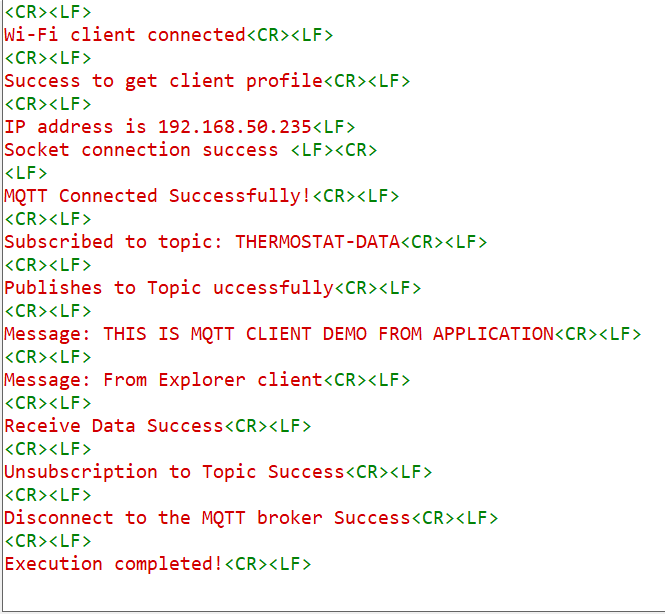 <CR><LF>
Wi-Fi client connected<CR><LF>
<CR><LF>
Success to get client profile<CR><LF>
<CR><LF>
IP address is 192.168.50.235<LF>
Socket connection success <LF><CR>
<LF>
MQTT Connected Successfully!<CR><LF>
<CR><LF>
Subscribed to topic: THERMOSTAT-DATA<CR><LF>
<CR><LF>
Publishes to Topic uccessfully<CR><LF>
<CR><LF>
Message: THIS IS MQTT CLIENT DEMO FROM APPLICATION<CR><LF>
<CR><LF>
Message: From Explorer client<CR><LF>
<CR><LF>
Receive Data Success<CR><LF>
<CR><LF>
Unsubscription to Topic Success<CR><LF>
<CR><LF>
Disconnect to the MQTT broker Success<CR><LF>
<CR><LF>
Execution completed!<CR><LF>